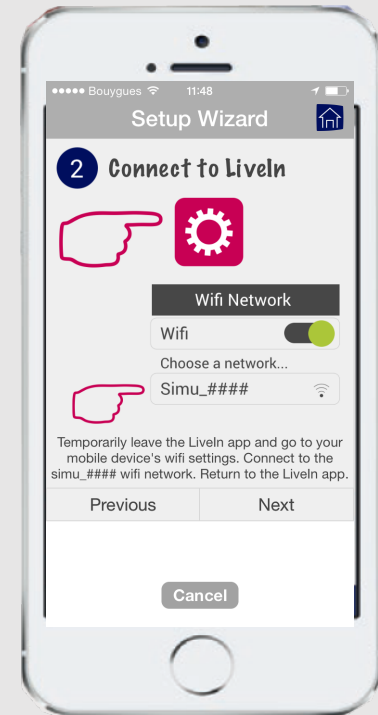 Bouygues 11:48
Setup Wizard
2 Connect to LiveIn
Wifi Network
Wifi
Choose a network...
Simu_####
Temporarily leave the LiveIn app and go to your
mobile device's wifi settings. Connect to the
simu_#### wifi network. Return to the LiveIn app.
Previous Next
Cancel